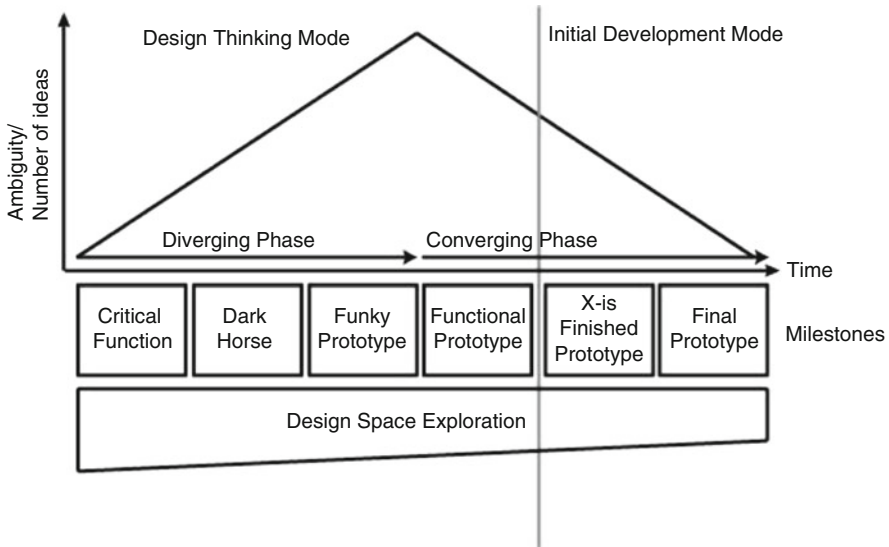 Design Thinking Mode
Initial Development Mode
Ambiguity/
Number of ideas
Diverging Phase
Converging Phase
Time
Critical
Function
Dark
Horse
Funky
Prototype
Functional
Prototype
X-is
Finished
Prototype
Final
Prototype
Milestones
Design Space Exploration